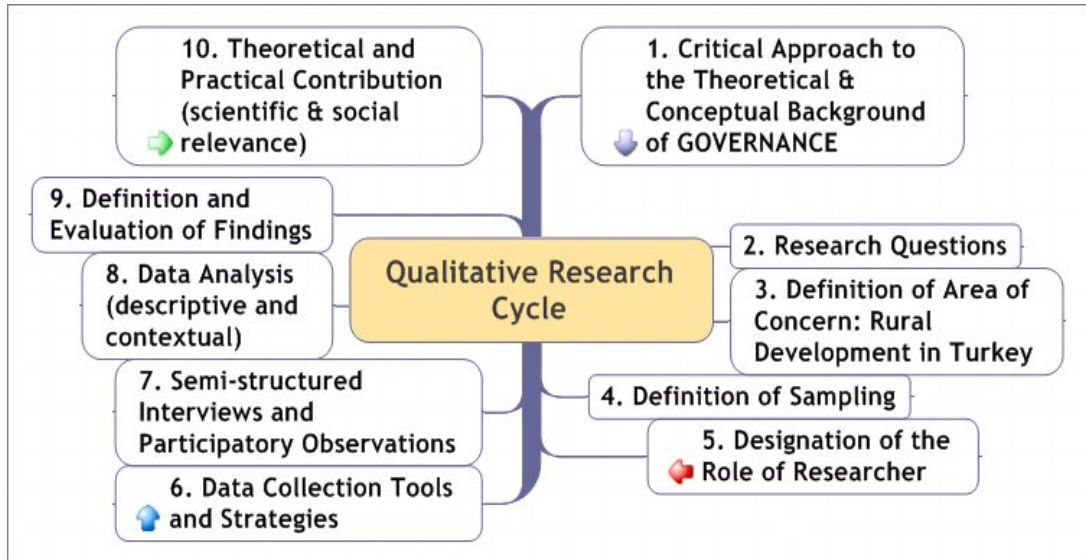 Qualitative Research
Cycle
1. Critical Approach to
the Theoretical &
Conceptual Background
of GOVERNANCE
2. Research Questions
3. Definition of Area of
Concern: Rural
Development in Turkey
4. Definition of Sampling
5. Designation of the
Role of Researcher
6. Data Collection Tools
and Strategies
7. Semi-structured
Interviews and
Participatory Observations
8. Data Analysis
(descriptive and
contextual)
9. Definition and
Evaluation of Findings
10. Theoretical and
Practical Contribution
(scientific & social
relevance)